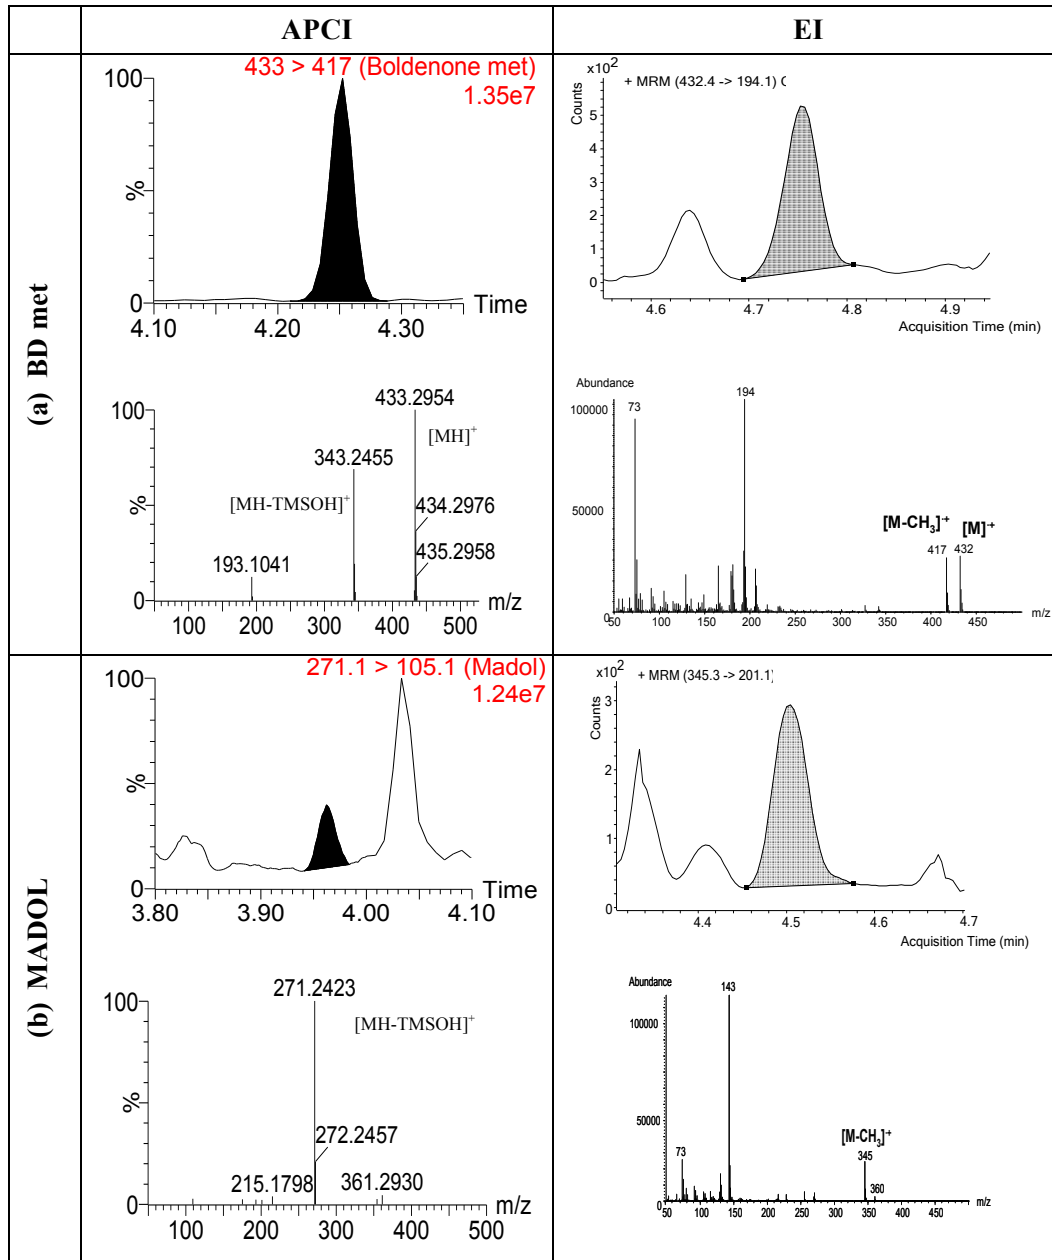 APCI
EI
(a) BD met
433 > 417 (Boldenone met)
1.35e7
100
%
0
Time
4.10
4.20
4.30
x10²
+ MRM (432.4 -> 194.1) C
Counts
5
4
3
2
1
0
4.6
4.7
4.8
4.9
Acquisition Time (min)
433.2954
100
[MH]⁺
343.2455
%
[MH-TMSOH]⁺
434.2976
435.2958
193.1041
0
m/z
100
200
300
400
500
Abundance
100000
73
194
50000
[M-CH₃]·⁺
[M]·⁺
417
432
0
m/z
50
100
150
200
250
300
350
400
450
(b) MADOL
271.1 > 105.1 (Madol)
1.24e7
100
%
0
Time
3.80
3.90
4.00
4.10
x10²
+ MRM (345.3 -> 201.1)
Counts
3
2
1
0
4.4
4.5
4.6
4.7
Acquisition Time (min)
271.2423
100
[MH-TMSOH]⁺
%
272.2457
215.1798
361.2930
0
m/z
100
200
300
400
500
Abundance
143
100000
50000
[M-CH₃]·⁺
73
345
360
0
m/z
50
100
150
200
250
300
350
400
450